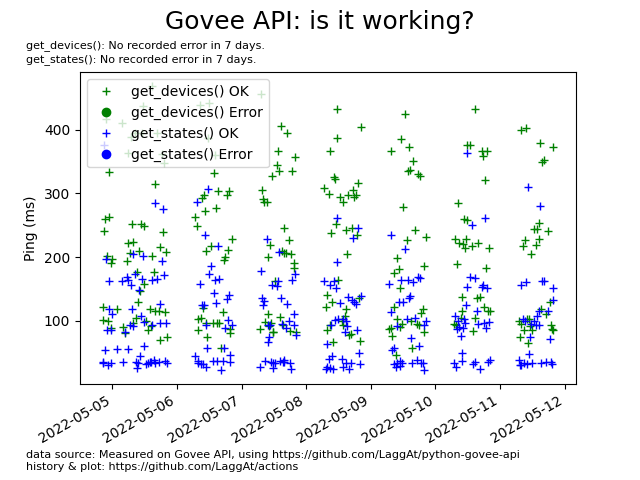 Govee API: is it working?
get_devices(): No recorded error in 7 days.
get_states(): No recorded error in 7 days.
get_devices() OK
get_devices() Error
get_states() OK
get_states() Error
Ping (ms)
400
300
200
100
2022-05-05
2022-05-06
2022-05-07
2022-05-08
2022-05-09
2022-05-10
2022-05-11
2022-05-12
data source: Measured on Govee API, using https://github.com/LaggAt/python-govee-api
history & plot: https://github.com/LaggAt/actions